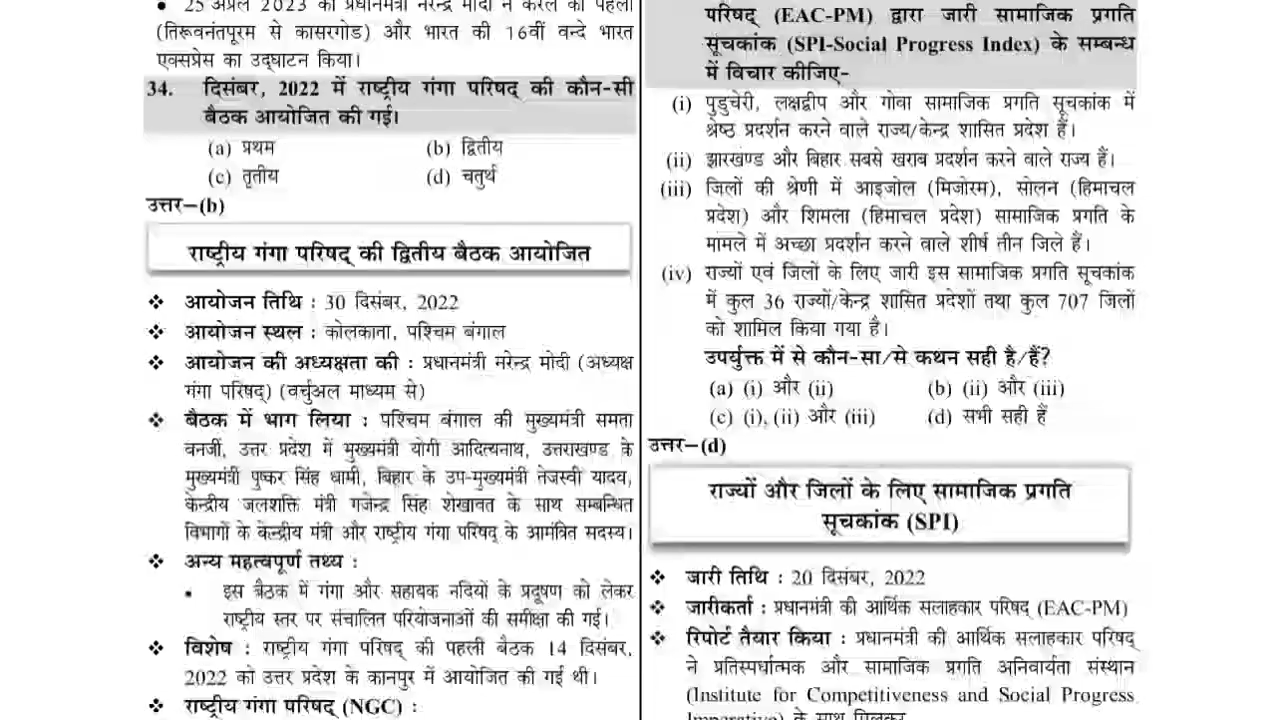 25 अप्रैल 2023 को प्रधानमंत्री नरेन्द्र मोदी ने केरल की पहली
(तिरूवनंतपूरम से कासरगोड) और भारत की 16वीं वन्दे भारत
एक्सप्रेस का उद्घाटन किया।
34. दिसंबर, 2022 में राष्ट्रीय गंगा परिषद् की कौन-सी
बैठक आयोजित की गई।
(a) प्रथम (b) द्वितीय
(c) तृतीय (d) चतुर्थ
उत्तर–(b)
राष्ट्रीय गंगा परिषद् की द्वितीय बैठक आयोजित
❖ आयोजन तिथि : 30 दिसंबर, 2022
❖ आयोजन स्थल : कोलकाता, पश्चिम बंगाल
❖ आयोजन की अध्यक्षता की : प्रधानमंत्री नरेन्द्र मोदी (अध्यक्ष
गंगा परिषद्) (वर्चुअल माध्यम से)
❖ बैठक में भाग लिया : पश्चिम बंगाल की मुख्यमंत्री समता
बनर्जी, उत्तर प्रदेश में मुख्यमंत्री योगी आदित्यनाथ, उत्तराखण्ड के
मुख्यमंत्री पुष्कर सिंह धामी, बिहार के उप-मुख्यमंत्री तेजस्वी यादव,
केन्द्रीय जलशक्ति मंत्री गजेन्द्र सिंह शेखावत के साथ सम्बन्धित
विभागों के केन्द्रीय मंत्री और राष्ट्रीय गंगा परिषद् के आमंत्रित सदस्य।
❖ अन्य महत्वपूर्ण तथ्य :
▪ इस बैठक में गंगा और सहायक नदियों के प्रदूषण को लेकर
राष्ट्रीय स्तर पर संचालित परियोजनाओं की समीक्षा की गई।
❖ विशेष : राष्ट्रीय गंगा परिषद् की पहली बैठक 14 दिसंबर,
2022 को उत्तर प्रदेश के कानपुर में आयोजित की गई थी।
❖ राष्ट्रीय गंगा परिषद् (NGC) :
परिषद् (EAC-PM) द्वारा जारी सामाजिक प्रगति
सूचकांक (SPI-Social Progress Index) के सम्बन्ध
में विचार कीजिए-
(i) पुडुचेरी, लक्षद्वीप और गोवा सामाजिक प्रगति सूचकांक में
श्रेष्ठ प्रदर्शन करने वाले राज्य/केन्द्र शासित प्रदेश हैं।
(ii) झारखण्ड और बिहार सबसे खराब प्रदर्शन करने वाले राज्य हैं।
(iii) जिलों की श्रेणी में आइजोल (मिजोरम), सोलन (हिमाचल
प्रदेश) और शिमला (हिमाचल प्रदेश) सामाजिक प्रगति के
मामले में अच्छा प्रदर्शन करने वाले शीर्ष तीन जिले हैं।
(iv) राज्यों एवं जिलों के लिए जारी इस सामाजिक प्रगति सूचकांक
में कुल 36 राज्यों/केन्द्र शासित प्रदेशों तथा कुल 707 जिलों
को शामिल किया गया है।
उपर्युक्त में से कौन-सा/से कथन सही है/हैं?
(a) (i) और (ii) (b) (ii) और (iii)
(c) (i), (ii) और (iii) (d) सभी सही हैं
उत्तर–(d)
राज्यों और जिलों के लिए सामाजिक प्रगति
सूचकांक (SPI)
❖ जारी तिथि : 20 दिसंबर, 2022
❖ जारीकर्ता : प्रधानमंत्री की आर्थिक सलाहकार परिषद् (EAC-PM)
❖ रिपोर्ट तैयार किया : प्रधानमंत्री की आर्थिक सलाहकार परिषद्
ने प्रतिस्पर्धात्मक और सामाजिक प्रगति अनिवार्यता संस्थान
(Institute for Competitiveness and Social Progress
Imperative) के साथ मिलकर